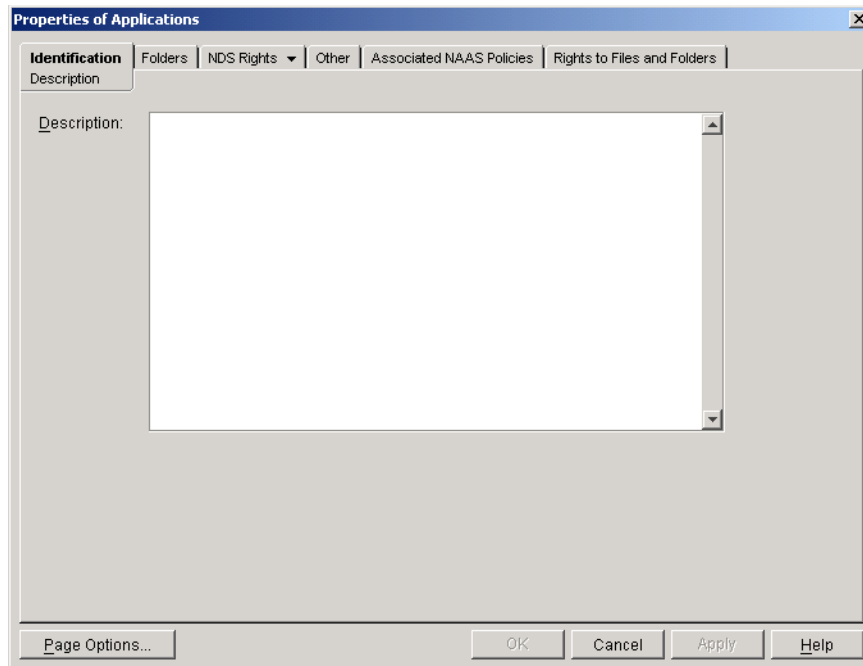 Properties of Applications
Identification Folders NDS Rights Other Associated NAAS Policies Rights to Files and Folders
Description
Description:
Page Options... OK Cancel Apply Help